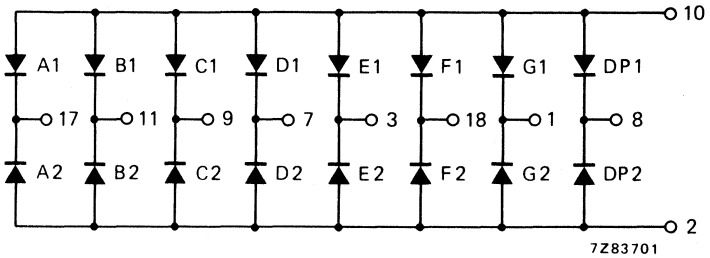 10
A1 B1 C1 D1 E1 F1 G1 DP1
17 11 9 7 3 18 1 8
A2 B2 C2 D2 E2 F2 G2 DP2
2
7Z83701